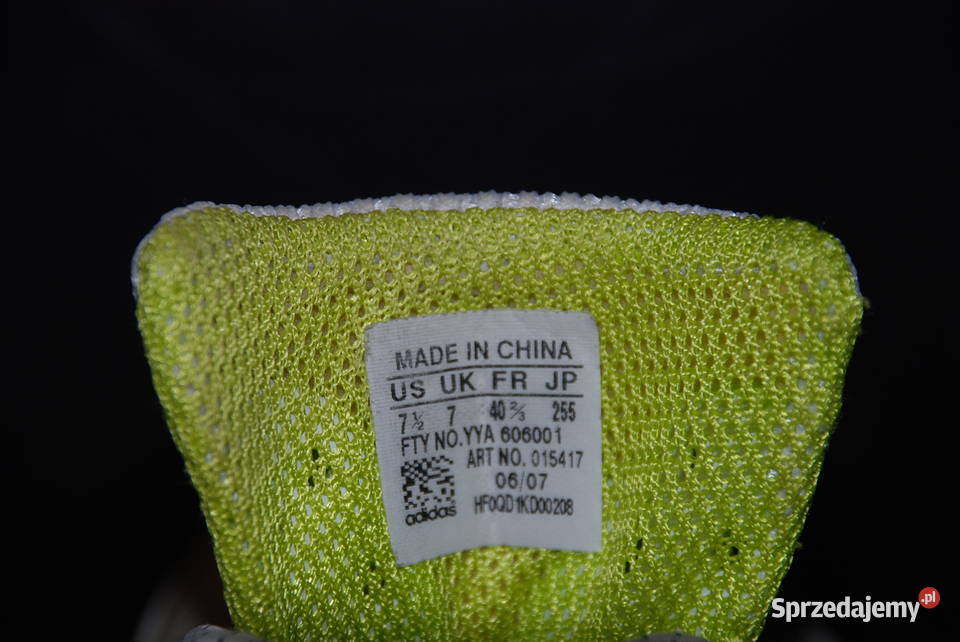 MADE IN CHINA
US UK FR JP
7½ 7 40⅔ 255
FTY NO.YYA 606001
ART NO. 015417
06/07
adidas HF0QD1KD00208
Sprzedajemy.pl